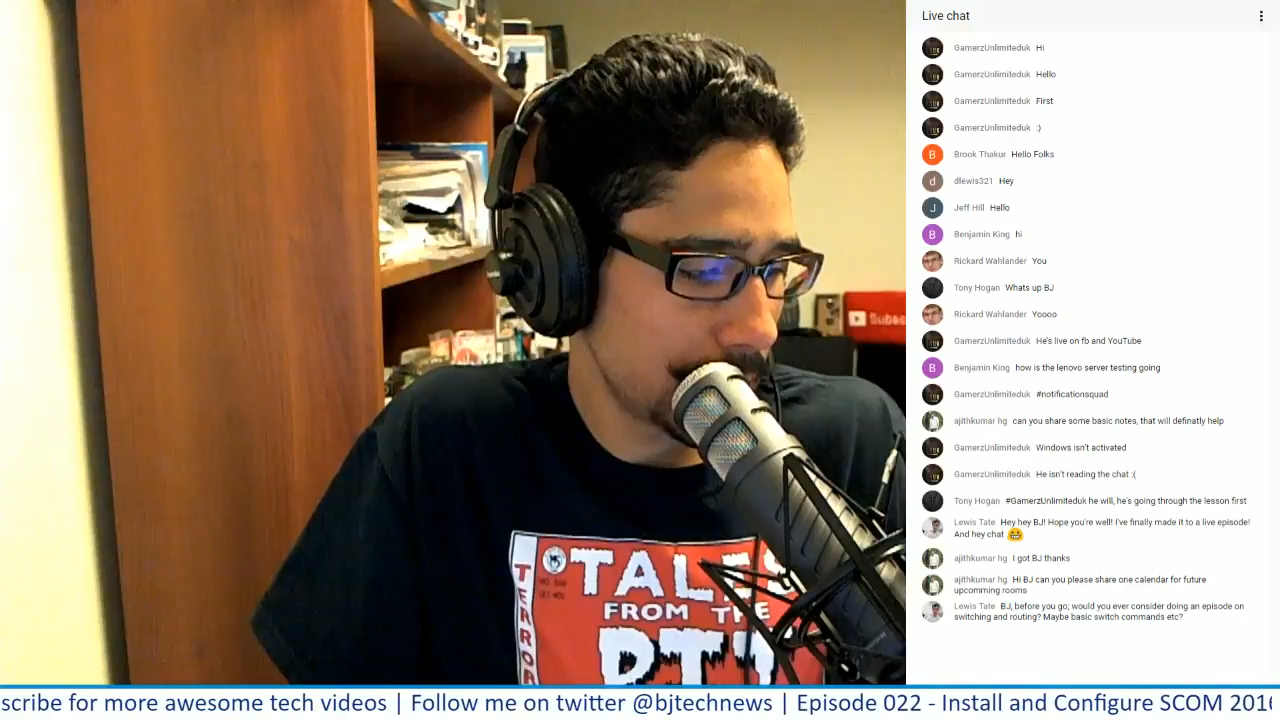 Live chat
GamerzUnlimiteduk Hi
GamerzUnlimiteduk Hello
GamerzUnlimiteduk FIrst
GamerzUnlimiteduk :)
B Brook Thakur Hello Folks
d dlewis321 Hey
J Jeff Hill Hello
B Benjamin King hi
Rickard Wahlander You
Tony Hogan Whats up BJ
Rickard Wahlander Yoooo
GamerzUnlimiteduk He's live on fb and YouTube
B Benjamin King how is the lenovo server testing going
GamerzUnlimiteduk #notificationsquad
ajithkumar hg can you share some basic notes, that will definatly help
GamerzUnlimiteduk Windows isn't activated
GamerzUnlimiteduk He isn't reading the chat :(
Tony Hogan #GamerzUnlimiteduk he will, he's going through the lesson first
Lewis Tate Hey hey BJ! Hope you're well! I've finally made it to a live episode!
And hey chat 😀
ajithkumar hg I got BJ thanks
ajithkumar hg Hi BJ can you please share one calendar for future
upcomming rooms
Lewis Tate BJ, before you go; would you ever consider doing an episode on
switching and routing? Maybe basic switch commands etc?
TERROR
TALES
FROM THE
scribe for more awesome tech videos | Follow me on twitter @bjtechnews | Episode 022 - Install and Configure SCOM 2016